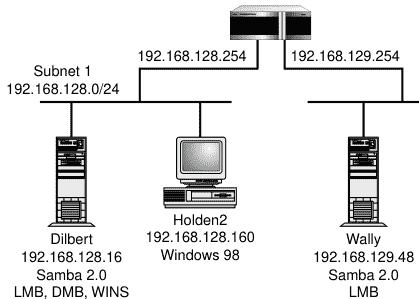 192.168.128.254
192.168.129.254
Subnet 1
192.168.128.0/24
Dilbert
192.168.128.16
Samba 2.0
LMB, DMB, WINS
Holden2
192.168.128.160
Windows 98
Wally
192.168.129.48
Samba 2.0
LMB